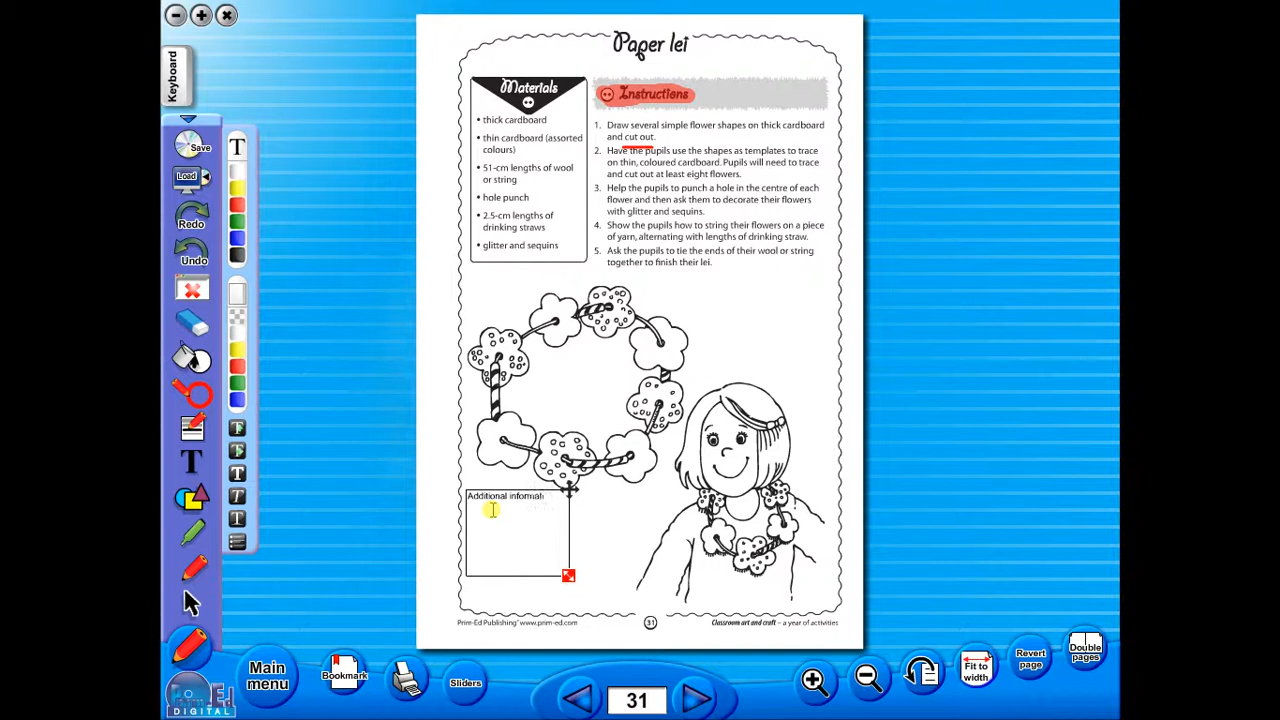 Keyboard
Save
Load
Redo
Undo
T
T
T
T
T
T
T
Paper lei
Materials
• thick cardboard
• thin cardboard (assorted
colours)
• 51-cm lengths of wool
or string
• hole punch
• 2.5-cm lengths of
drinking straws
• glitter and sequins
Instructions
1. Draw several simple flower shapes on thick cardboard
and cut out.
2. Have the pupils use the shapes as templates to trace
on thin, coloured cardboard. Pupils will need to trace
and cut out at least eight flowers.
3. Help the pupils to punch a hole in the centre of each
flower and then ask them to decorate their flowers
with glitter and sequins.
4. Show the pupils how to string their flowers on a piece
of yarn, alternating with lengths of drinking straw.
5. Ask the pupils to tie the ends of their wool or string
together to finish their lei.
Additional informati
Prim-Ed Publishing® www.prim-ed.com
31
Classroom art and craft – a year of activities
DIGITAL
Main
menu
Bookmark
Sliders
31
Fit to
width
Revert
page
Double
pages